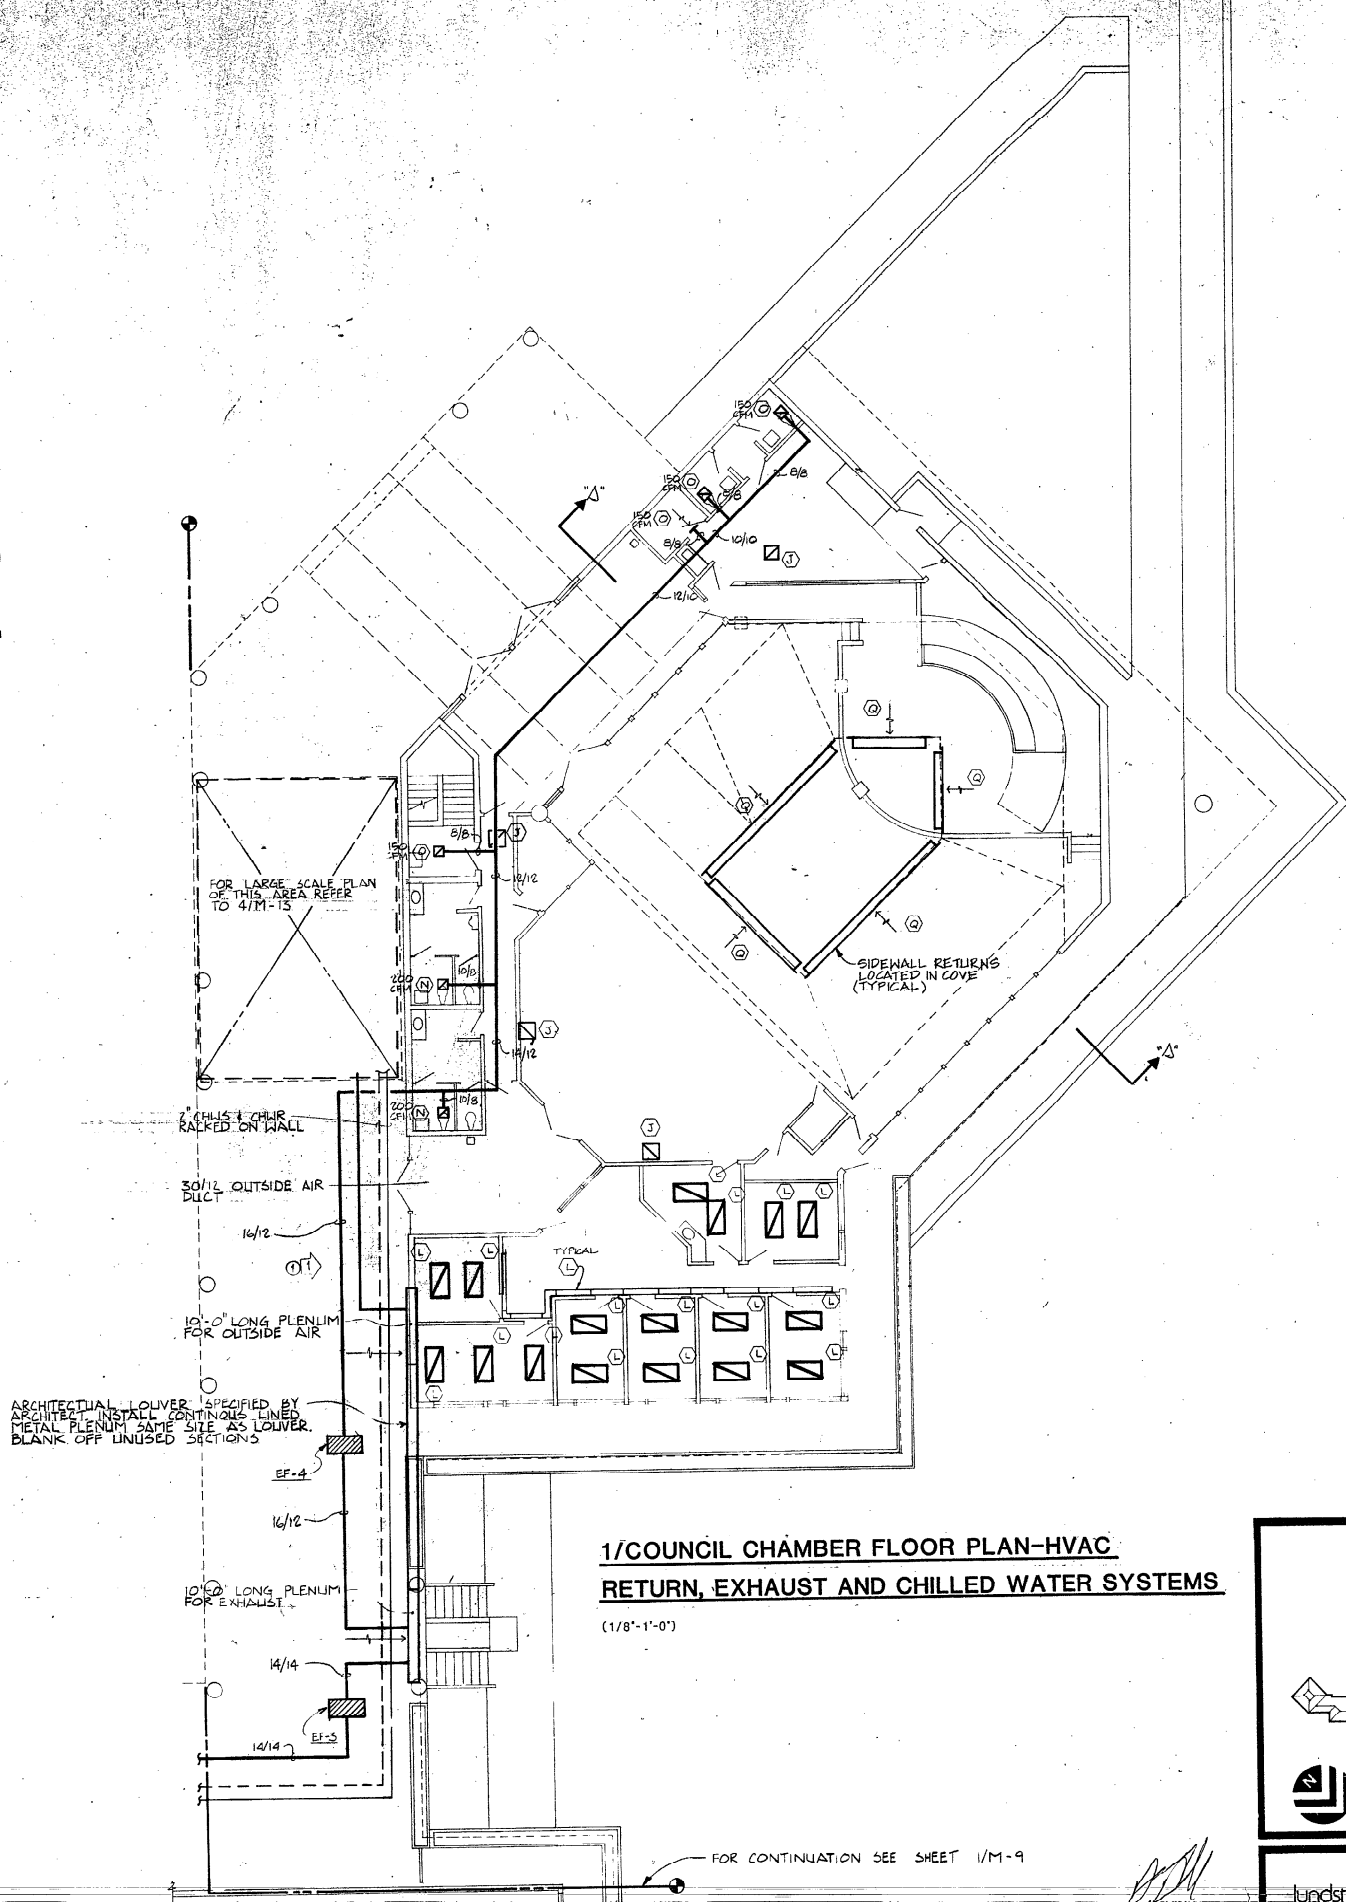 150
CFM
O
8/8
150
CFM
O
8/8
"A"
150
CFM
O
8/8
10/10
J
12/10
Q
Q
Q
8/8
J
150
CFM
O
12/12
FOR LARGE SCALE PLAN
OF THIS AREA REFER
TO 4/M-13
Q
Q
SIDEWALL RETURNS
LOCATED IN COVE
(TYPICAL)
200
CFM
N
10/8
J
14/12
"A"
200
CFM
N
10/8
2" CHWS & CHWR
RACKED ON WALL
J
30/12 OUTSIDE AIR
DUCT
L
L
L
16/12
L
L
TYPICAL
L
10'-0" LONG PLENUM
FOR OUTSIDE AIR
L
L
L
L
L
L
L
L
L
L
L
ARCHITECTUAL LOUVER SPECIFIED BY
ARCHITECT. INSTALL CONTINOUS LINED
METAL PLENUM SAME SIZE AS LOUVER.
BLANK OFF UNUSED SECTIONS
EF-4
16/12
1/COUNCIL CHAMBER FLOOR PLAN-HVAC
RETURN, EXHAUST AND CHILLED WATER SYSTEMS
(1/8"-1'-0")
10'-0" LONG PLENUM
FOR EXHAUST
14/14
EF-3
14/14
N
FOR CONTINUATION SEE SHEET 1/M-9
lundst